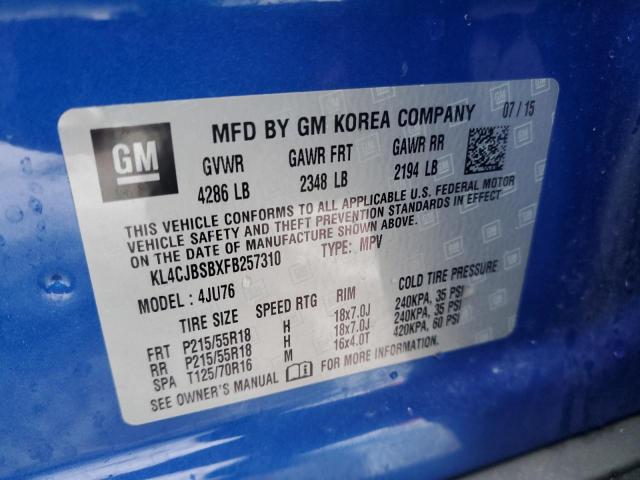 GM
MFD BY GM KOREA COMPANY 07 / 15
GVWR GAWR FRT GAWR RR
4286 LB 2348 LB 2194 LB
THIS VEHICLE CONFORMS TO ALL APPLICABLE U.S. FEDERAL MOTOR
VEHICLE SAFETY AND THEFT PREVENTION STANDARDS IN EFFECT
ON THE DATE OF MANUFACTURE SHOWN ABOVE.
KL4CJBSBXFB257310 TYPE: MPV
MODEL : 4JU76
TIRE SIZE SPEED RTG RIM COLD TIRE PRESSURE
FRT P215/55R18 H 18x7.0J 240KPA, 35 PSI
RR P215/55R18 H 18x7.0J 240KPA, 35 PSI
SPA T125/70R16 M 16x4.0T 420KPA, 60 PSI
SEE OWNER'S MANUAL FOR MORE INFORMATION.